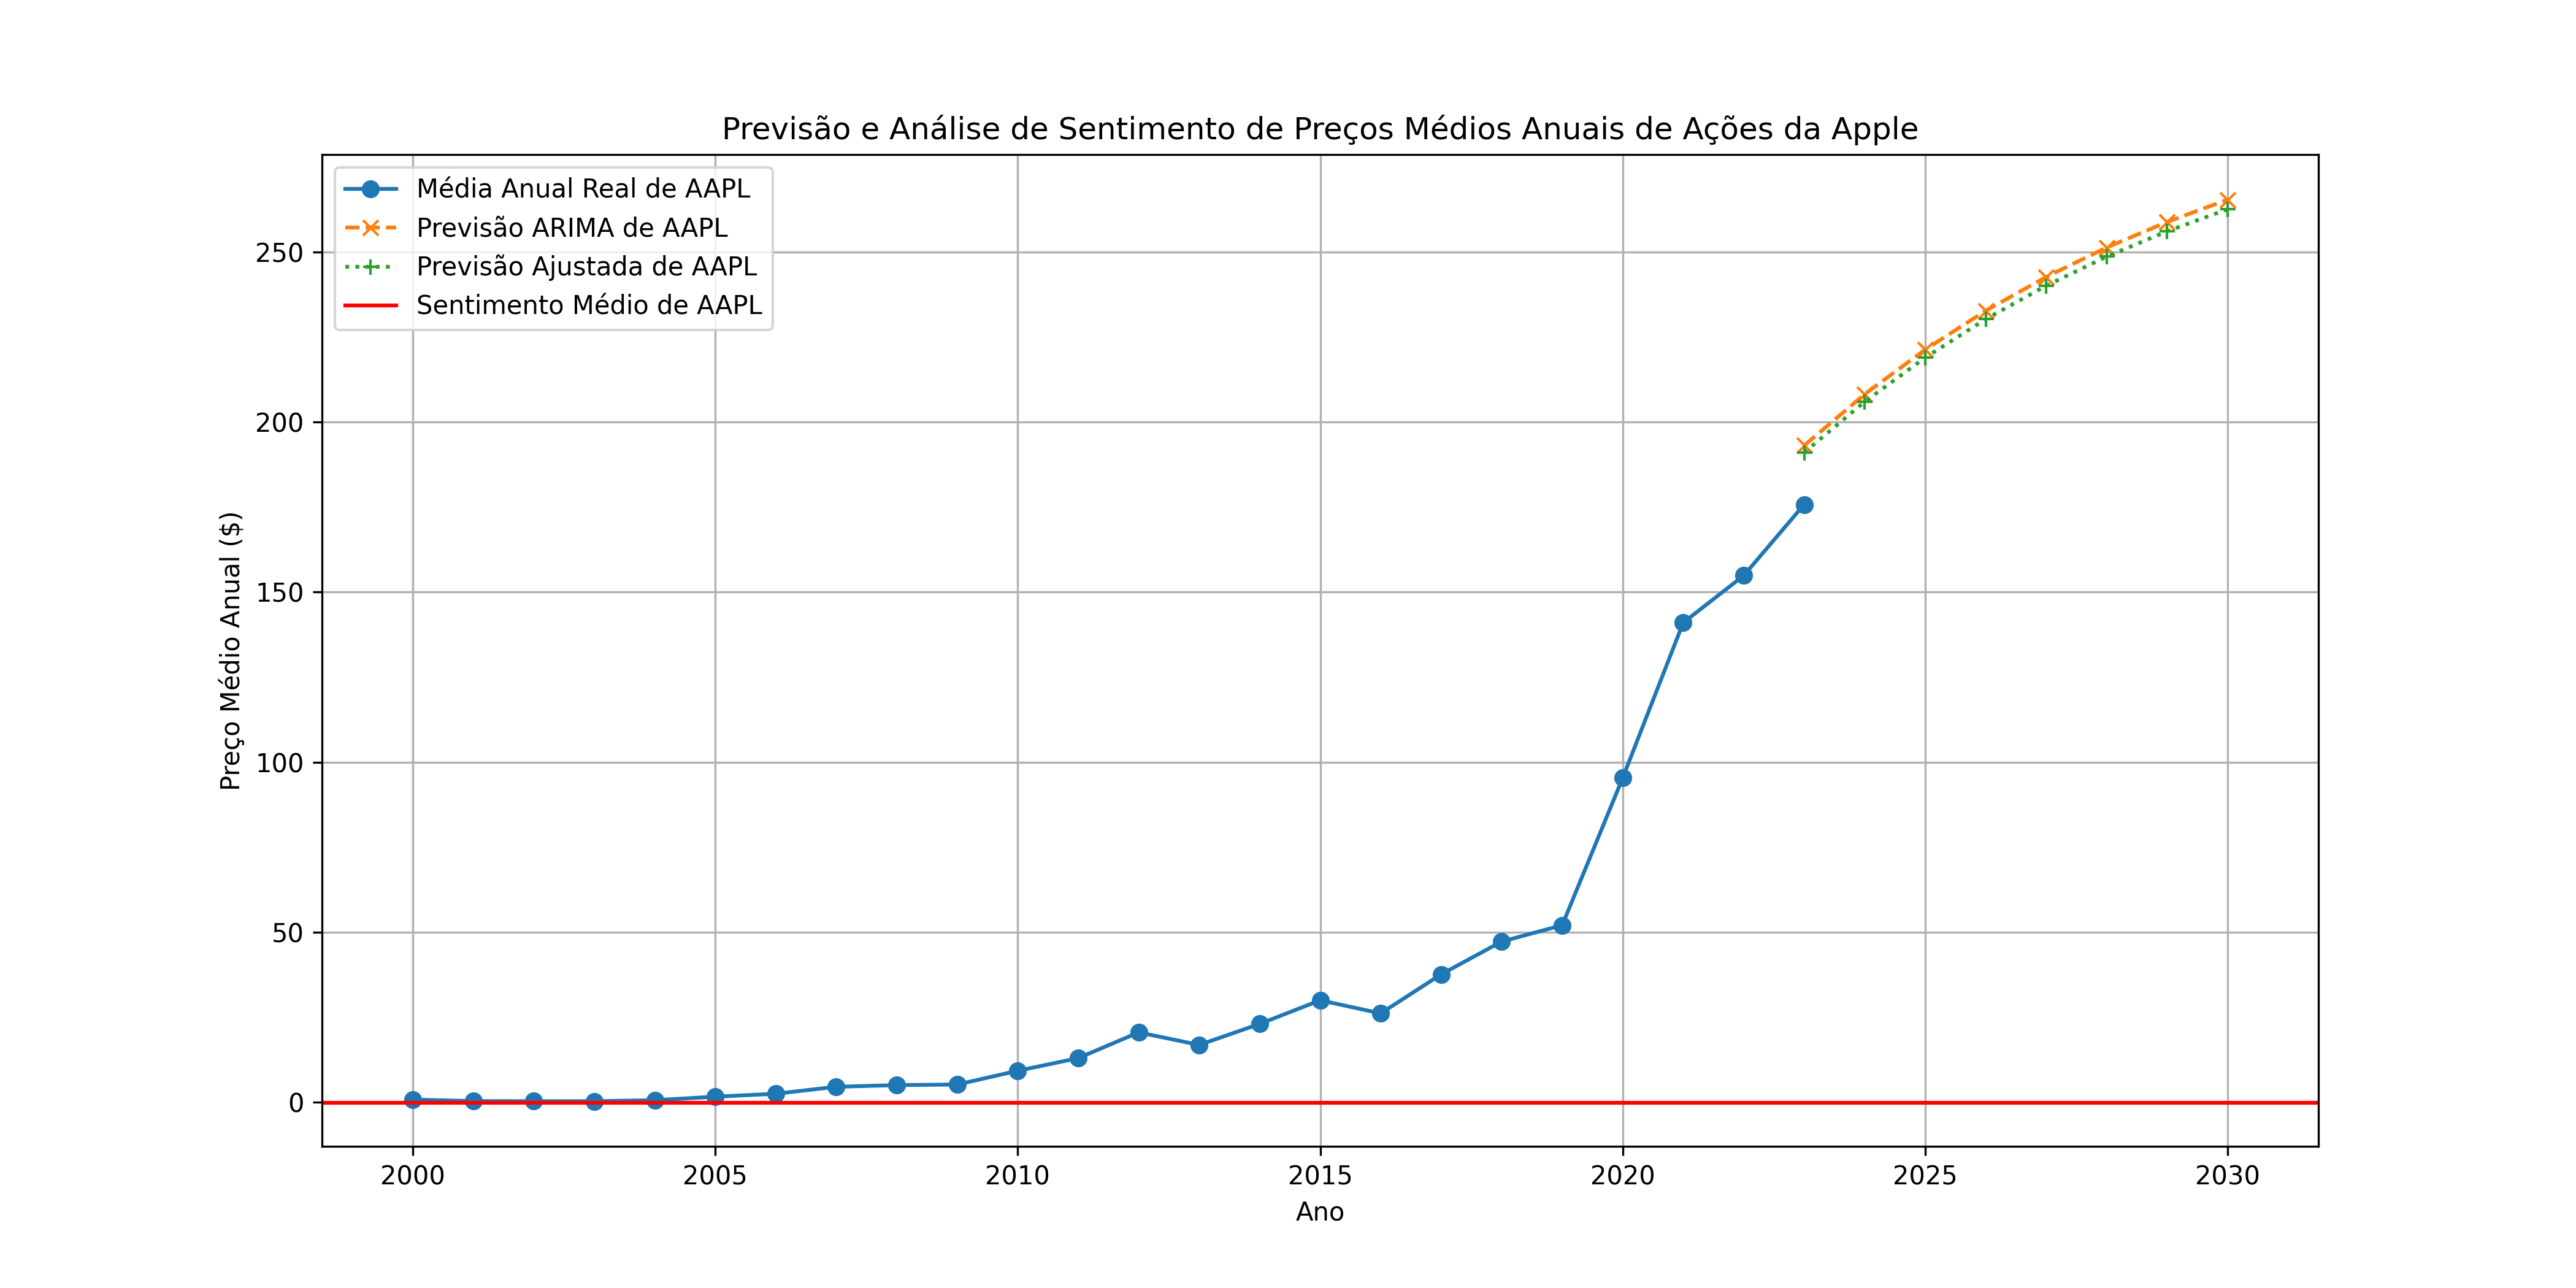 Previsão e Análise de Sentimento de Preços Médios Anuais de Ações da Apple
Média Anual Real de AAPL
Previsão ARIMA de AAPL
Previsão Ajustada de AAPL
Sentimento Médio de AAPL
Preço Médio Anual ($)
250
200
150
100
50
0
2000 2005 2010 2015 2020 2025 2030
Ano